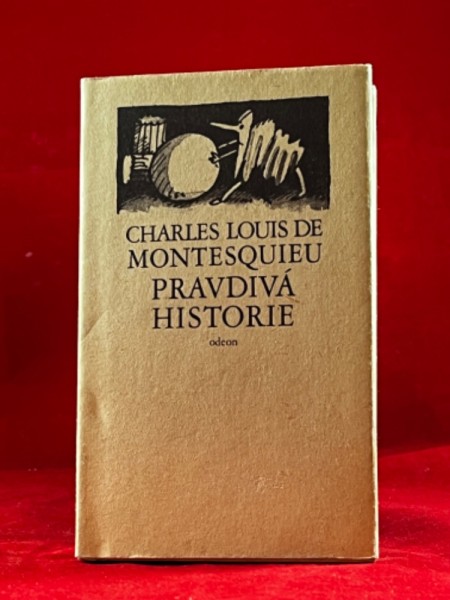 CHARLES LOUIS DE
MONTESQUIEU
PRAVDIVÁ
HISTORIE
odeon